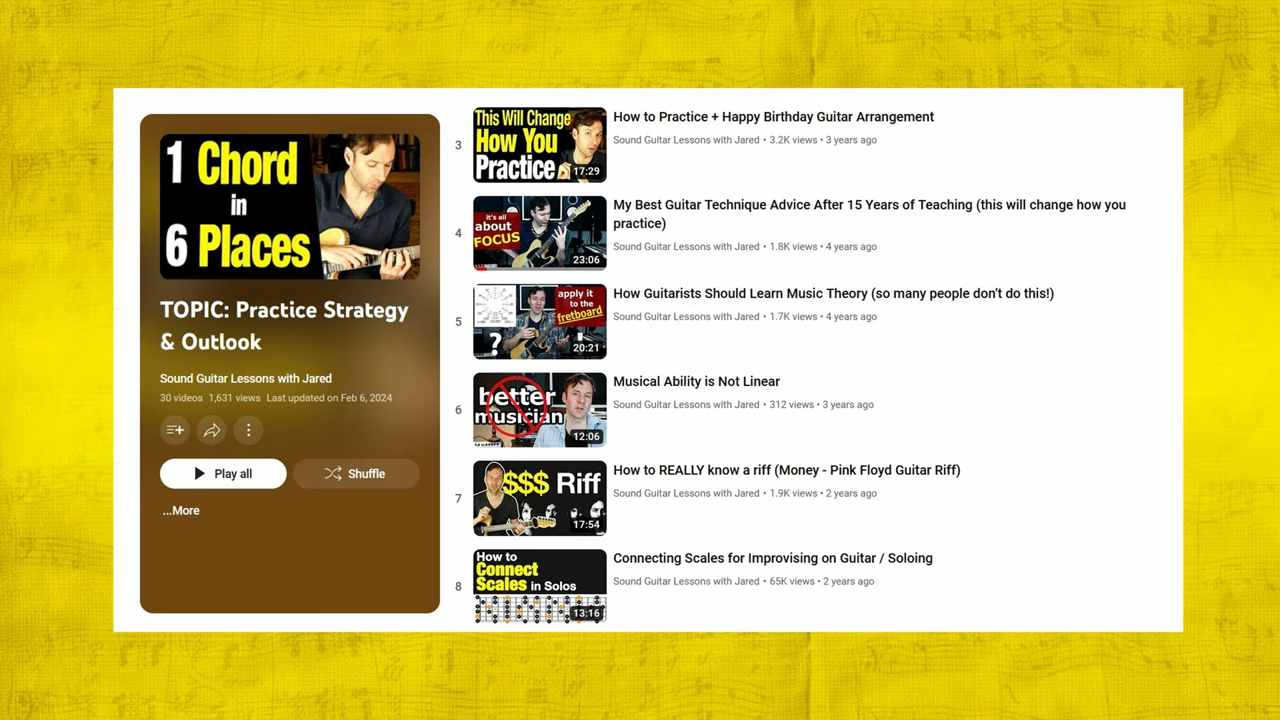 1 Chord
in
6 Places
TOPIC: Practice Strategy
& Outlook
Sound Guitar Lessons with Jared
30 videos 1,631 views Last updated on Feb 6, 2024
Play all
Shuffle
...More
3
This Will Change
How You
Practice
17:29
How to Practice + Happy Birthday Guitar Arrangement
Sound Guitar Lessons with Jared • 3.2K views • 3 years ago
4
it's all
about
FOCUS
23:06
My Best Guitar Technique Advice After 15 Years of Teaching (this will change how you
practice)
Sound Guitar Lessons with Jared • 1.8K views • 4 years ago
5
apply it
to the
fretboard
?
!
20:21
How Guitarists Should Learn Music Theory (so many people don’t do this!)
Sound Guitar Lessons with Jared • 1.7K views • 4 years ago
6
better
musician
12:06
Musical Ability is Not Linear
Sound Guitar Lessons with Jared • 312 views • 3 years ago
7
$$$ Riff
17:54
How to REALLY know a riff (Money - Pink Floyd Guitar Riff)
Sound Guitar Lessons with Jared • 1.9K views • 2 years ago
8
How to
Connect
Scales in Solos
13:16
Connecting Scales for Improvising on Guitar / Soloing
Sound Guitar Lessons with Jared • 65K views • 2 years ago